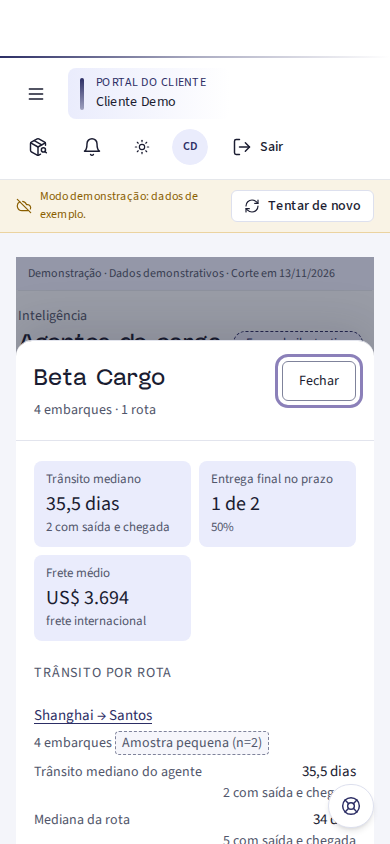 PORTAL DO CLIENTE
Cliente Demo
CD
Sair
Modo demonstração: dados de
exemplo.
Tentar de novo
Demonstração · Dados demonstrativos · Corte em 13/11/2026
Inteligência
Agentes de carga
Beta Cargo
Fechar
4 embarques · 1 rota
Trânsito mediano
35,5 dias
2 com saída e chegada
Entrega final no prazo
1 de 2
50%
Frete médio
US$ 3.694
frete internacional
TRÂNSITO POR ROTA
Shanghai → Santos
4 embarques
Amostra pequena (n=2)
Trânsito mediano do agente
35,5 dias
2 com saída e
Mediana da rota
34
5 com saída e chegada